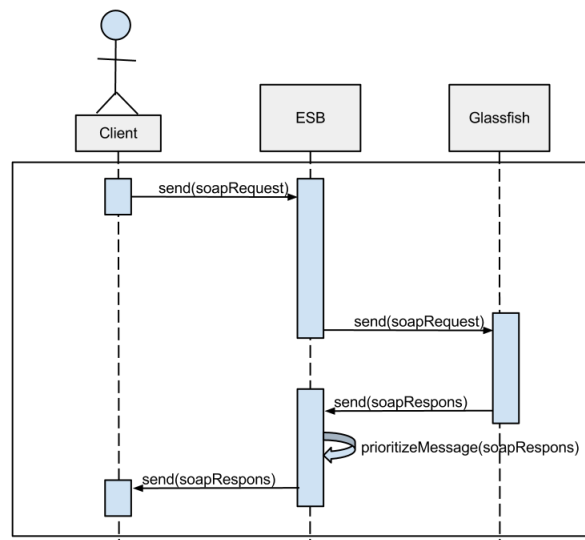 Client
ESB
Glassfish
send(soapRequest)
send(soapRequest)
send(soapRespons)
prioritizeMessage(soapRespons)
send(soapRespons)